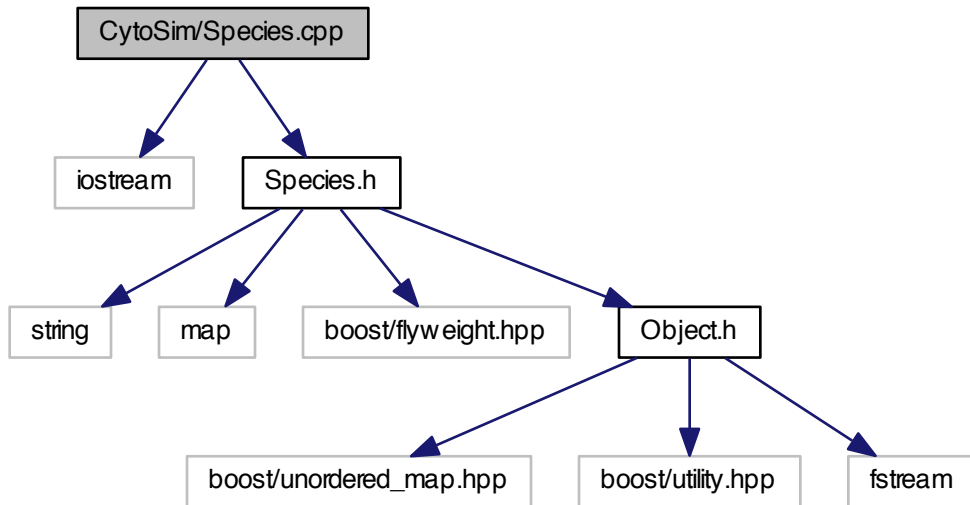 CytoSim/Species.cpp
iostream
Species.h
string
map
boost/flyweight.hpp
Object.h
boost/unordered_map.hpp
boost/utility.hpp
fstream